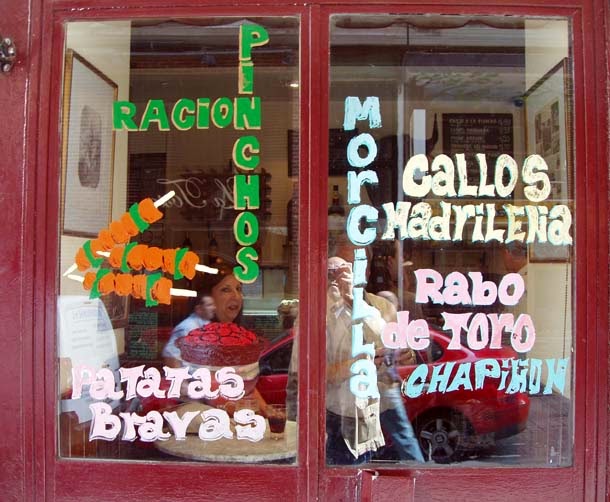 RACION
PINCHOS
PATATAS
BravaS
MorCilla
CALLOS
MadrileñA
RABO
de TORO
CHAPIÑON